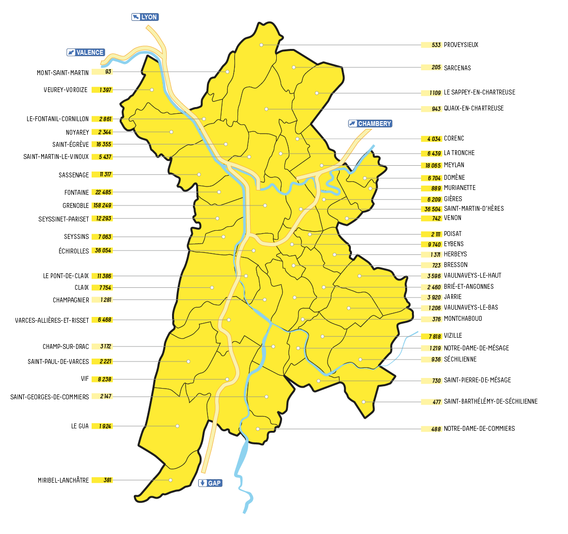 LYON
VALENCE
MONT-SAINT-MARTIN 93
VEUREY-VOROIZE 1 397
LE-FONTANIL-CORNILLON 2 861
NOYAREY 2 344
SAINT-ÉGRÈVE 16 355
SAINT-MARTIN-LE-VINOUX 5 437
SASSENAGE 11 317
FONTAINE 22 485
GRENOBLE 158 249
SEYSSINET-PARISET 12 293
SEYSSINS 7 063
ÉCHIROLLES 36 054
LE PONT-DE-CLAIX 11 386
CLAIX 7 754
CHAMPAGNIER 1 281
VARCES-ALLIÈRES-ET-RISSET 8 468
CHAMP-SUR-DRAC 3 172
SAINT-PAUL-DE-VARCES 2 221
VIF 8 238
SAINT-GEORGES-DE-COMMIERS 2 147
LE GUA 1 924
MIRIBEL-LANCHÂTRE 361
GAP
533 PROVEYSIEUX
205 SARCENAS
1 109 LE SAPPEY-EN-CHARTREUSE
943 QUAIX-EN-CHARTREUSE
CHAMBERY
4 034 CORENC
6 439 LA TRONCHE
18 065 MEYLAN
6 704 DOMÈNE
889 MURIANETTE
8 209 GIÈRES
36 504 SAINT-MARTIN-D'HÈRES
742 VENON
2 111 POISAT
9 740 EYBENS
1 371 HERBEYS
723 BRESSON
3 596 VAULNAVEYS-LE-HAUT
2 460 BRIÉ-ET-ANGONNES
3 920 JARRIE
1 206 VAULNAVEYS-LE-BAS
376 MONTCHABOUD
7 818 VIZILLE
1 219 NOTRE-DAME-DE-MÉSAGE
936 SÉCHILIENNE
730 SAINT-PIERRE-DE-MÉSAGE
477 SAINT-BARTHÉLÉMY-DE-SÉCHILIENNE
488 NOTRE-DAME-DE-COMMIERS